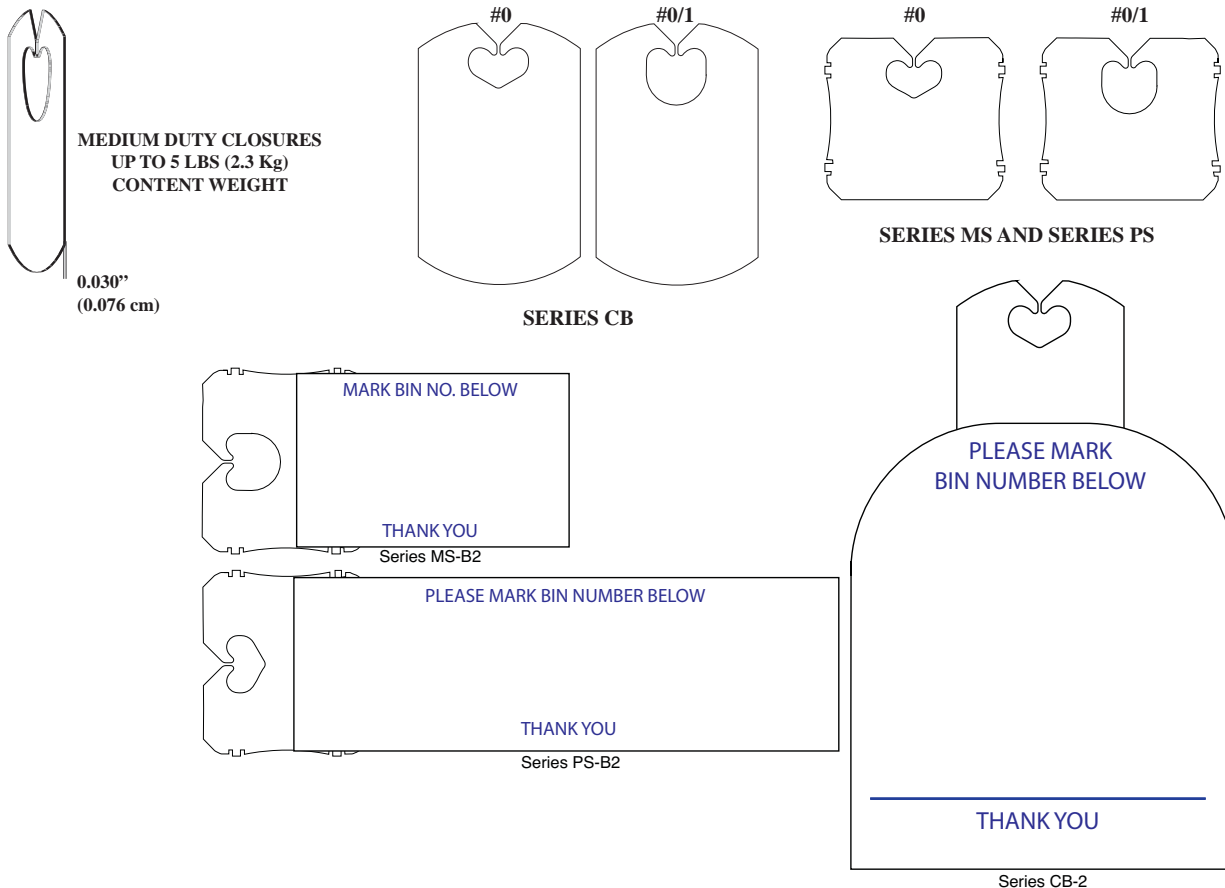 #0
#0/1
#0
#0/1
MEDIUM DUTY CLOSURES
UP TO 5 LBS (2.3 Kg)
CONTENT WEIGHT
0.030”
(0.076 cm)
SERIES CB
SERIES MS AND SERIES PS
MARK BIN NO. BELOW
THANK YOU
Series MS-B2
PLEASE MARK BIN NUMBER BELOW
THANK YOU
Series PS-B2
PLEASE MARK
BIN NUMBER BELOW
THANK YOU
Series CB-2